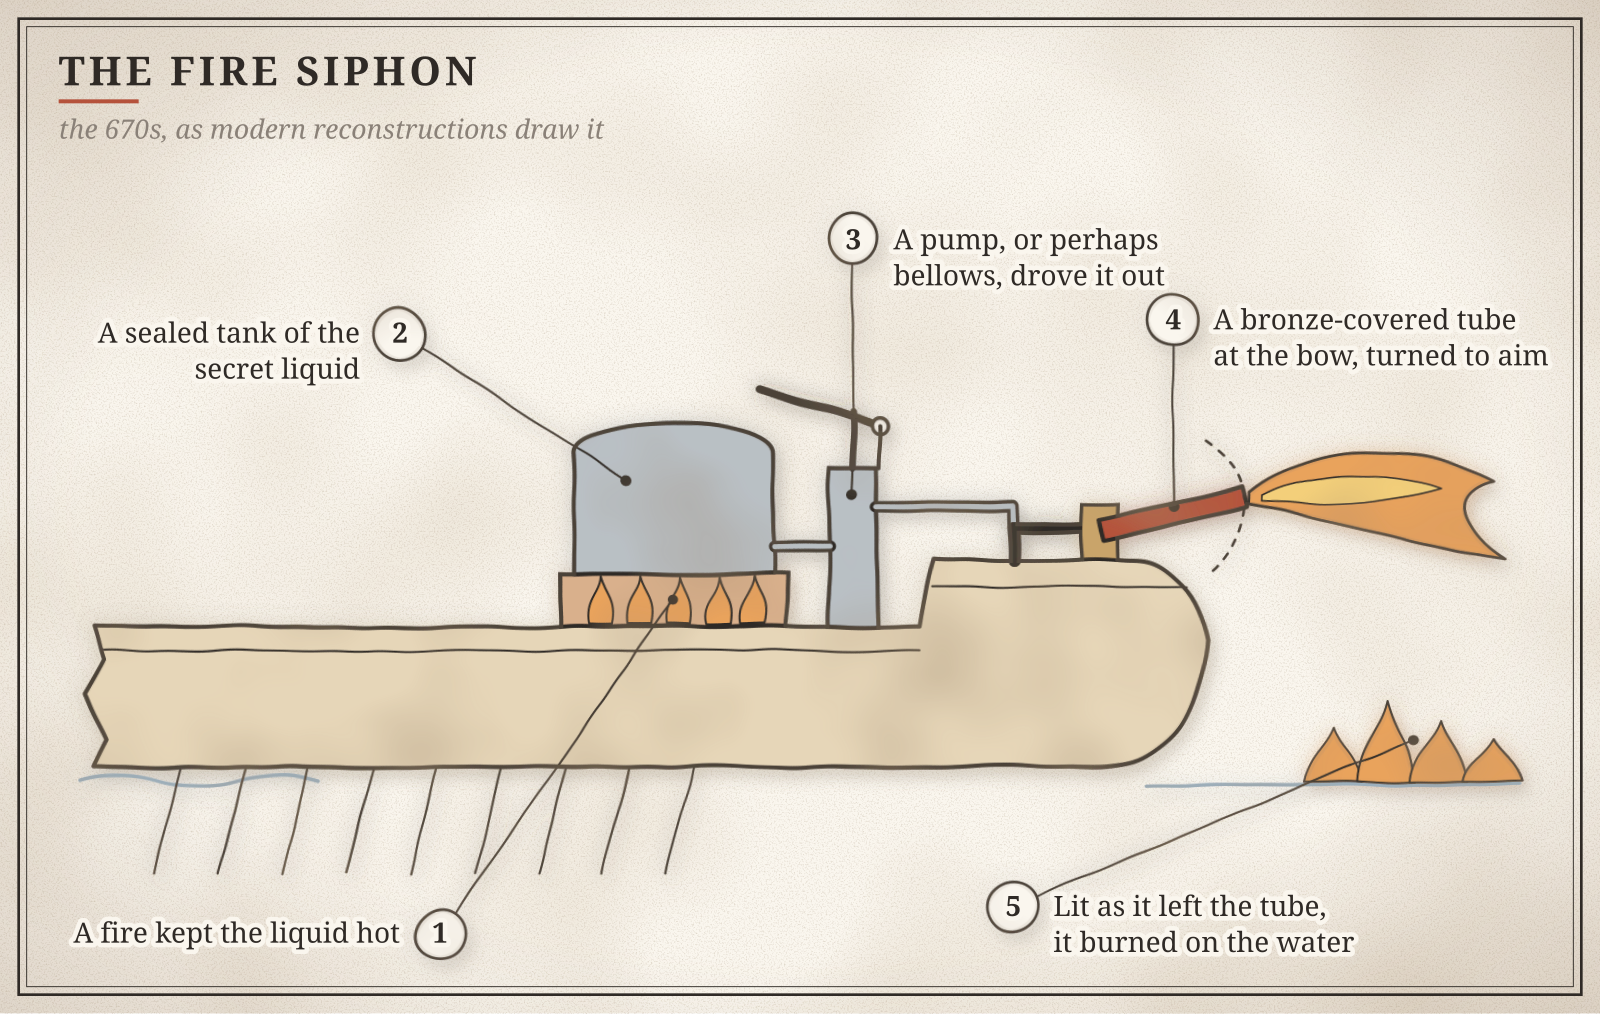 THE FIRE SIPHON
the 670s, as modern reconstructions draw it
3
A pump, or perhaps
bellows, drove it out
4
A bronze-covered tube
at the bow, turned to aim
A sealed tank of the
secret liquid
2
A fire kept the liquid hot
1
5
Lit as it left the tube,
it burned on the water